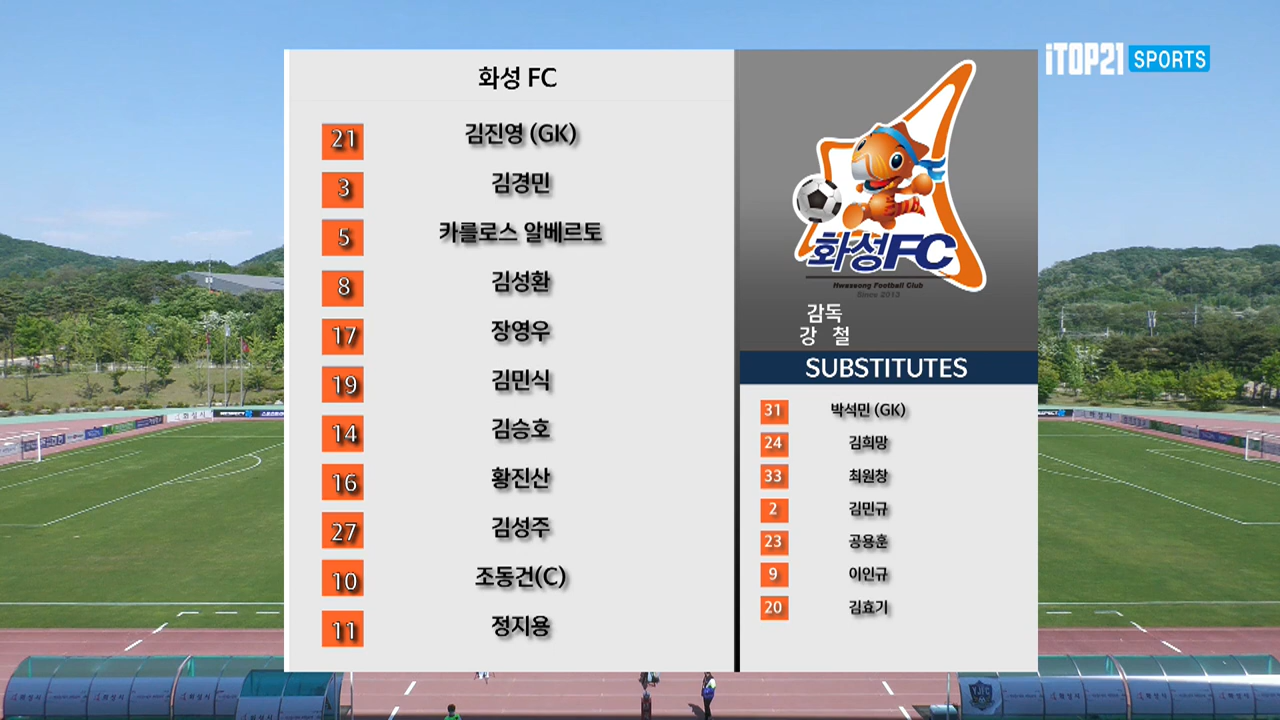 화성 FC
21 김진영 (GK)
3 김경민
5 카를로스 알베르토
8 김성환
17 장영우
19 김민식
14 김승호
16 황진산
27 김성주
10 조동건(C)
11 정지용
화성FC
Hwaseong Football Club
Since 2013
감독
강 철
SUBSTITUTES
31 박석민 (GK)
24 김희망
33 최원창
2 김민규
23 공용훈
9 이인규
20 김효기
iTOP21 SPORTS